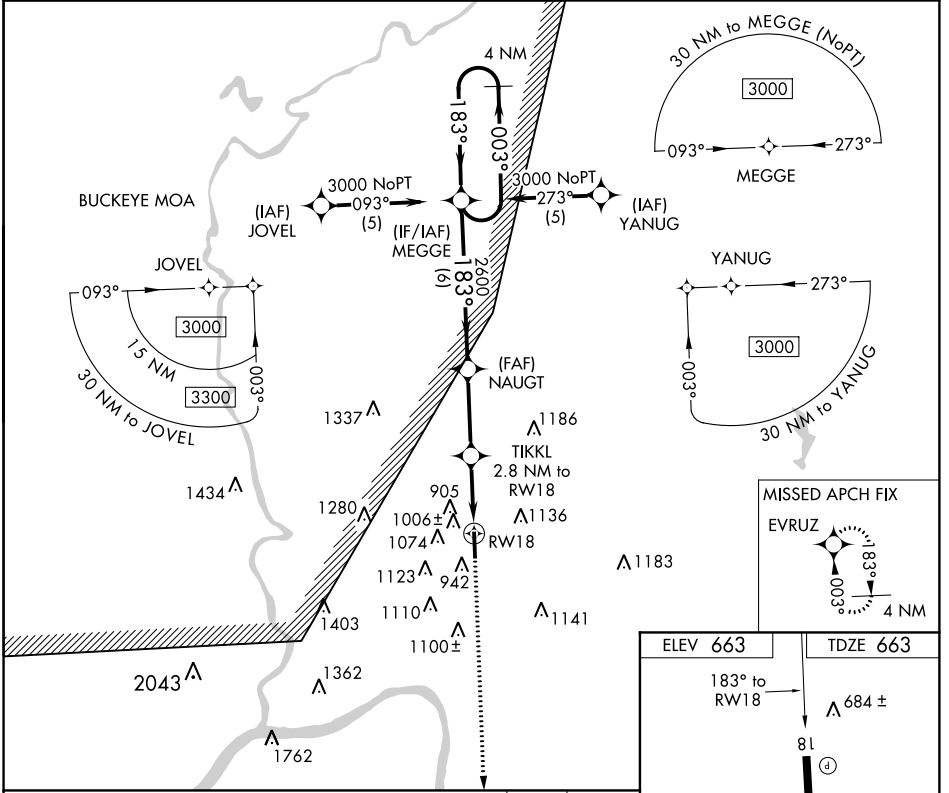 4 NM
183°
003°
30 NM to MEGGE (NoPT)
3000
093°
273°
MEGGE
BUCKEYE MOA
(IAF)
JOVEL
3000 NoPT
093°
(5)
(IF/IAF)
MEGGE
3000 NoPT
273°
(5)
(IAF)
YANUG
2600
183°
(6)
JOVEL
093°
3000
15 NM
3300
30 NM to JOVEL
003°
YANUG
273°
3000
003°
30 NM to YANUG
(FAF)
NAUGT
1337
1186
TIKKL
2.8 NM to
RW18
1434
905
1280
1006±
1136
1074
RW18
1123
942
1183
1110
1403
1141
1100±
2043
1362
1762
MISSED APCH FIX
EVRUZ
183°
003°
4 NM
ELEV 663
TDZE 663
183° to
RW18
684 ±
18
P